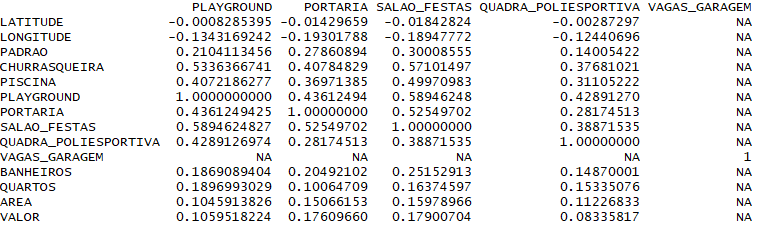 PLAYGROUND PORTARIA SALAO_FESTAS QUADRA_POLIESPORTIVA VAGAS_GARAGEM
LATITUDE -0.0008285395 -0.01429659 -0.01842824 -0.00287297 NA
LONGITUDE -0.1343169242 -0.19301788 -0.18947772 -0.12440696 NA
PADRAO 0.2104113456 0.27860894 0.30008555 0.14005422 NA
CHURRASQUEIRA 0.5336366741 0.40784829 0.57101497 0.37681021 NA
PISCINA 0.4072186277 0.36971385 0.49970983 0.31105222 NA
PLAYGROUND 1.0000000000 0.43612494 0.58946248 0.42891270 NA
PORTARIA 0.4361249425 1.00000000 0.52549702 0.28174513 NA
SALAO_FESTAS 0.5894624827 0.52549702 1.00000000 0.38871535 NA
QUADRA_POLIESPORTIVA 0.4289126974 0.28174513 0.38871535 1.00000000 NA
VAGAS_GARAGEM NA NA NA NA 1
BANHEIROS 0.1869089404 0.20492102 0.25152913 0.14870001 NA
QUARTOS 0.1896993029 0.10064709 0.16374597 0.15335076 NA
AREA 0.1045913826 0.15066153 0.15978966 0.11226833 NA
VALOR 0.1059518224 0.17609660 0.17900704 0.08335817 NA